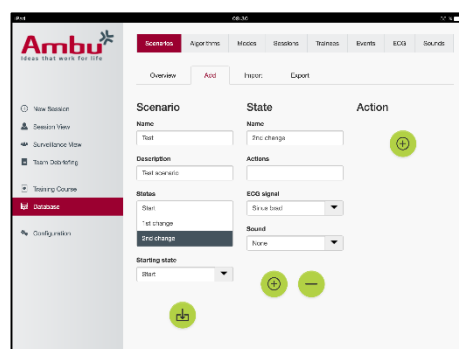 iPad 08:30
Ambu
Ideas that work for life
Scenarios Algorithms Modes Sessions Trainees Events ECG Sounds
Overview Add Import Export
New Session
Session View
Surveillance View
Team Debriefing
Training Course
Database
Configuration
Scenario
Name
Test
Description
Test scenario
States
Start
1st change
2nd change
Starting state
Start
State
Name
2nd change
Actions
ECG signal
Sinus brad
Sound
None
Action